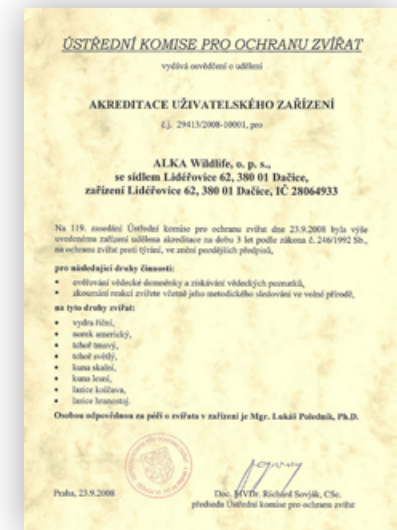 ÚSTŘEDNÍ KOMISE PRO OCHRANU ZVÍŘAT
vydává osvědčení o udělení
AKREDITACE UŽIVATELSKÉHO ZAŘÍZENÍ
č.j. 29413/2008-10001, pro
ALKA Wildlife, o. p. s.,
se sídlem Lidéřovice 62, 380 01 Dačice,
zařízení Lidéřovice 62, 380 01 Dačice, IČ 28064933
Na 119. zasedání Ústřední komise pro ochranu zvířat dne 23.9.2008 byla výše
uvedenému zařízení udělena akreditace na dobu 3 let podle zákona č. 246/1992 Sb.,
na ochranu zvířat proti týrání, ve znění pozdějších předpisů,
pro následující druhy činnosti:
• ověřování vědecké domněnky a získávání vědeckých poznatků,
• zkoumání reakcí zvířete včetně jeho metodického sledování ve volné přírodě,
na tyto druhy zvířat:
• vydra říční,
• norek americký,
• tchoř tmavý,
• tchoř světlý,
• kuna skalní,
• kuna lesní,
• lasice kolčava,
• lasice hranostaj.
Osobou odpovědnou za péči o zvířata v zařízení je Mgr. Lukáš Poledník, Ph.D.
Praha, 23.9.2008
Doc. MVDr. Richard Sovják, CSc.
předseda Ústřední komise pro ochranu zvířat